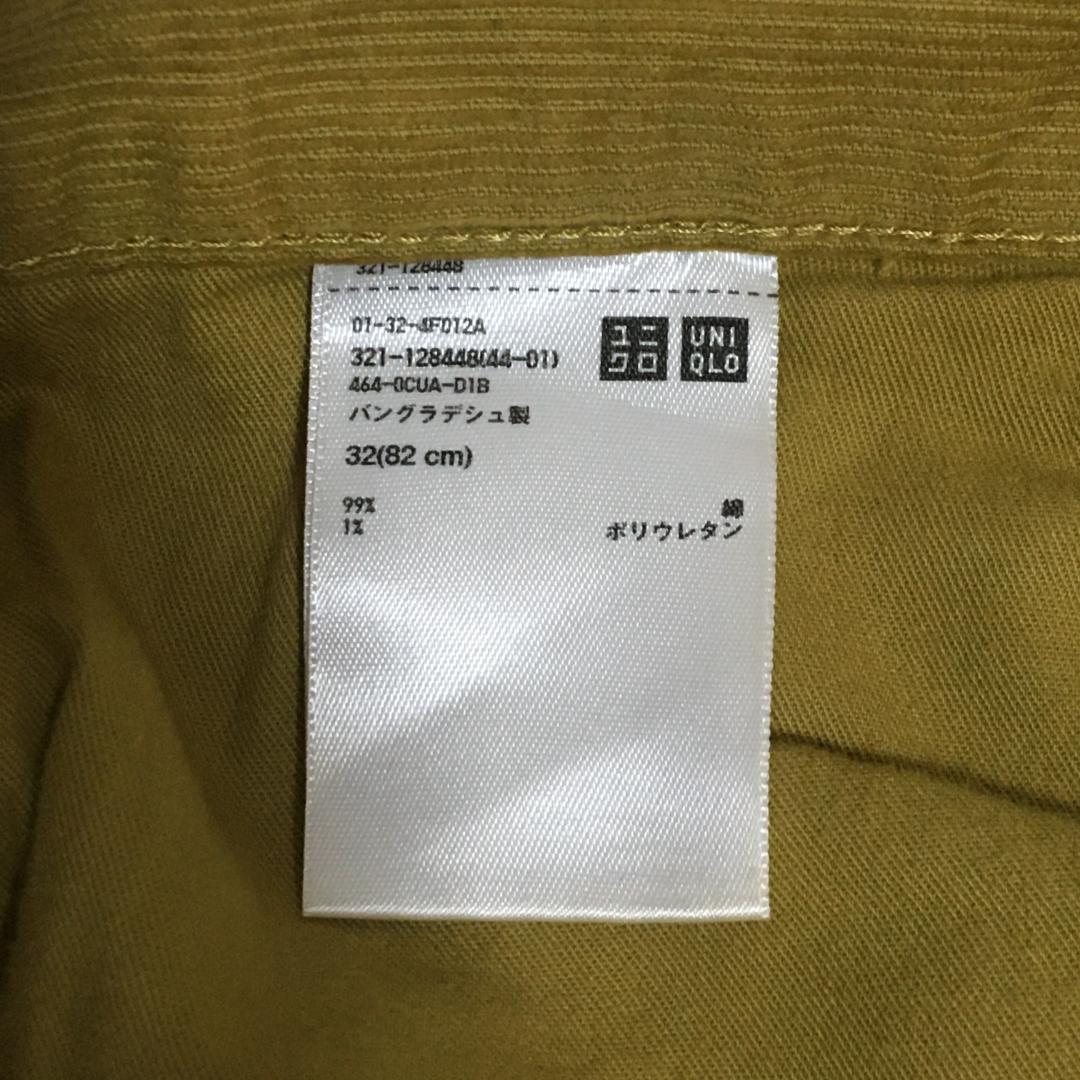 321-128448
01-32-4F012A
ユニ
クロ
UNI
QLO
321-128448(44-01)
464-0CUA-D1B
バングラデシュ製
32(82 cm)
99% 綿
1% ポリウレタン